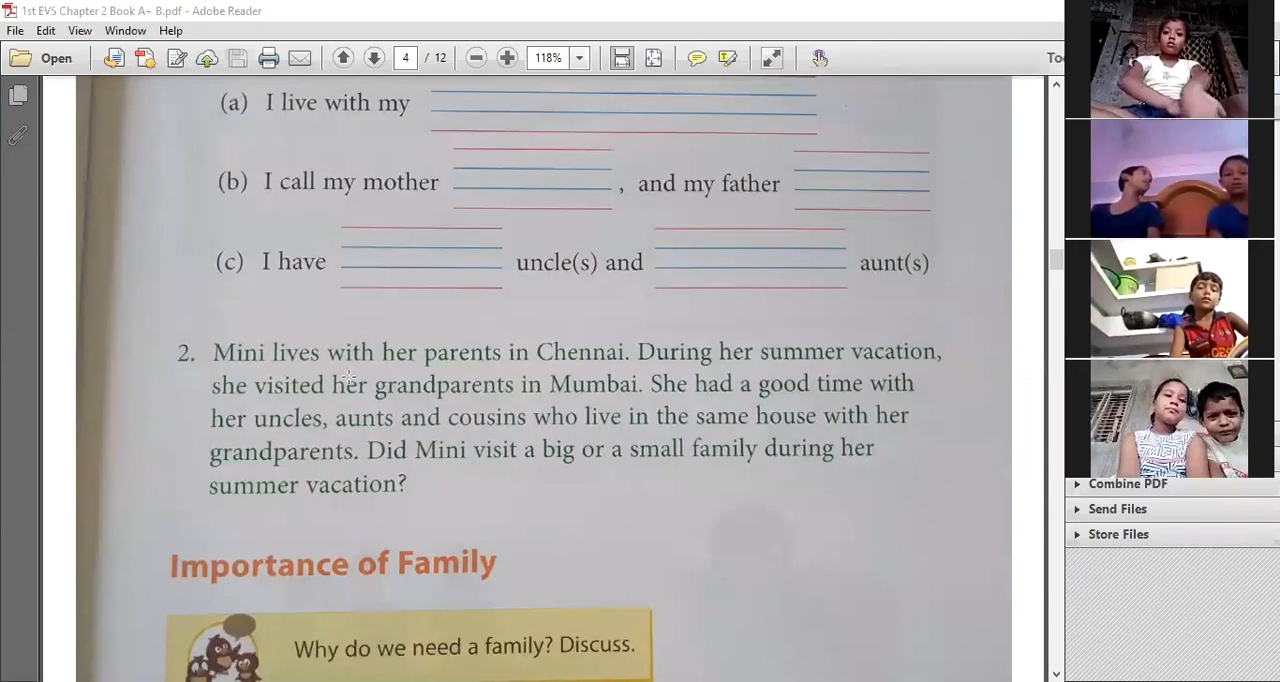 1st EVS Chapter 2 Book A+ B.pdf - Adobe Reader
File Edit View Window Help
Open 4 / 12 118%
(a) I live with my
(b) I call my mother , and my father
(c) I have uncle(s) and aunt(s)
2. Mini lives with her parents in Chennai. During her summer vacation,
she visited her grandparents in Mumbai. She had a good time with
her uncles, aunts and cousins who live in the same house with her
grandparents. Did Mini visit a big or a small family during her
summer vacation?
Importance of Family
Why do we need a family? Discuss.
Combine PDF
Send Files
Store Files